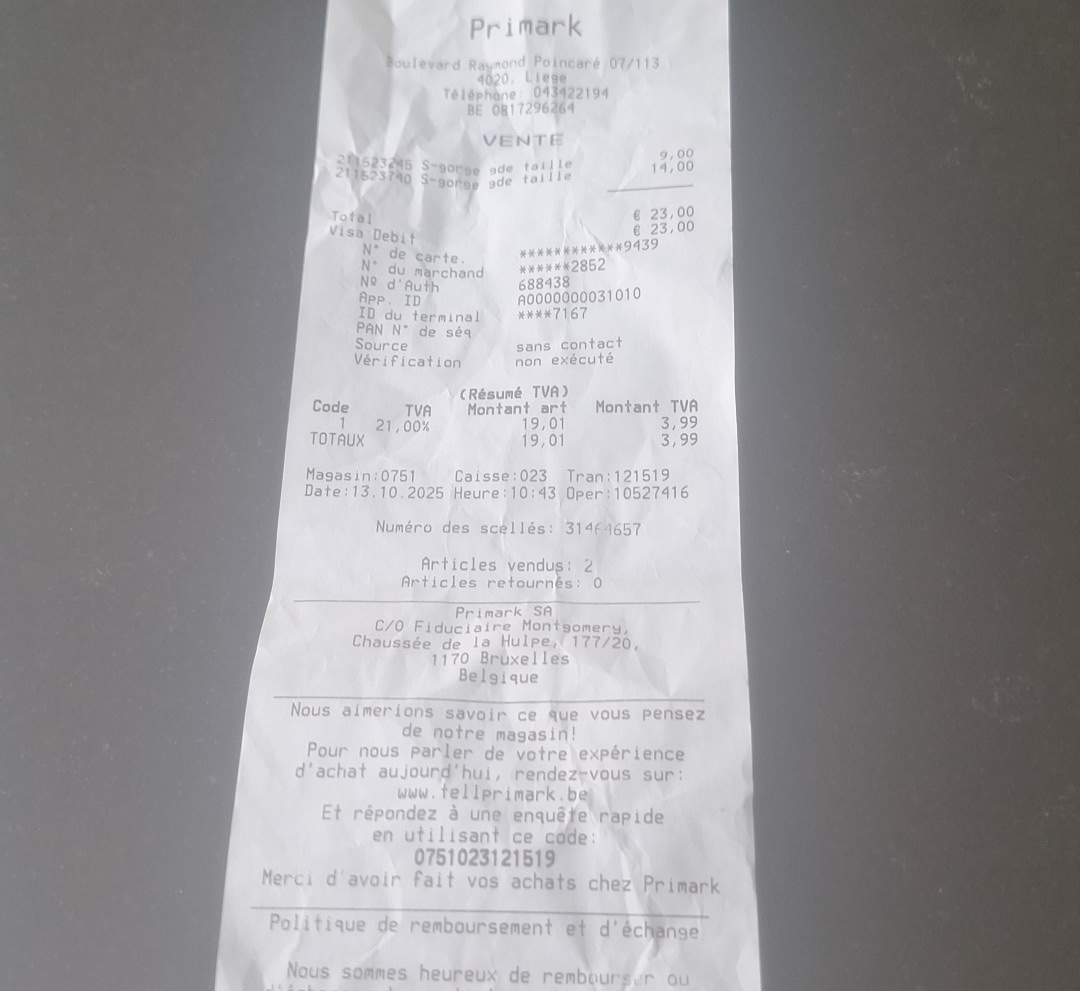 Primark
Boulevard Raymond Poincaré 07/113
4020, Liege
Téléphone: 043422194
BE 0817296264
VENTE
211523245 S-gorge gde taille 9,00
211523740 S-gorge gde taille 14,00
Total € 23,00
Visa Debit € 23,00
N° de carte. ************9439
N° du marchand ******2852
Nº d'Auth 688438
App. ID A0000000031010
ID du terminal ****7167
PAN N° de séq
Source sans contact
Vérification non exécuté
(Résumé TVA)
Code TVA Montant art Montant TVA
1 21,00% 19,01 3,99
TOTAUX 19,01 3,99
Magasin:0751 Caisse:023 Tran:121519
Date:13.10.2025 Heure:10:43 Oper:10527416
Numéro des scellés:
Articles vendus: 2
Articles retournés: 0
Primark SA
C/O Fiduciaire Montgomery,
Chaussée de la Hulpe, 177/20,
1170 Bruxelles
Belgique
Nous aimerions savoir ce que vous pensez
de notre magasin!
Pour nous parler de votre expérience
d'achat aujourd'hui, rendez-vous sur:
www.tellprimark.be
Et répondez à une enquête rapide
en utilisant ce code:
0751023121519
Merci d'avoir fait vos achats chez Primark
Politique de remboursement et d'échange
Nous sommes heureux de rembourser ou